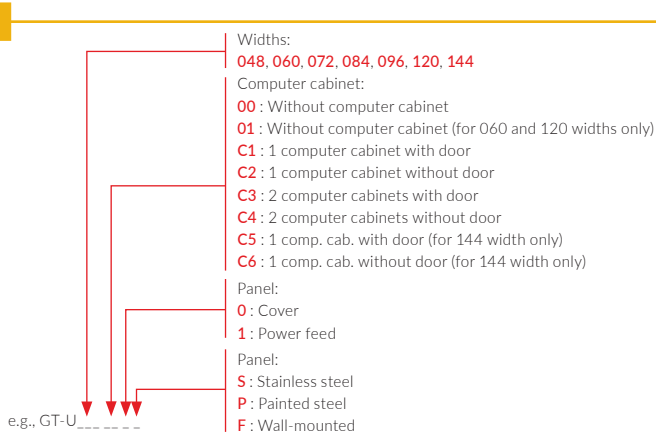 Widths:
048, 060, 072, 084, 096, 120, 144
Computer cabinet:
00 : Without computer cabinet
01 : Without computer cabinet (for 060 and 120 widths only)
C1 : 1 computer cabinet with door
C2 : 1 computer cabinet without door
C3 : 2 computer cabinets with door
C4 : 2 computer cabinets without door
C5 : 1 comp. cab. with door (for 144 width only)
C6 : 1 comp. cab. without door (for 144 width only)
Panel:
0 : Cover
1 : Power feed
Panel:
S : Stainless steel
P : Painted steel
F : Wall-mounted
e.g., GT-U___ __ _ _